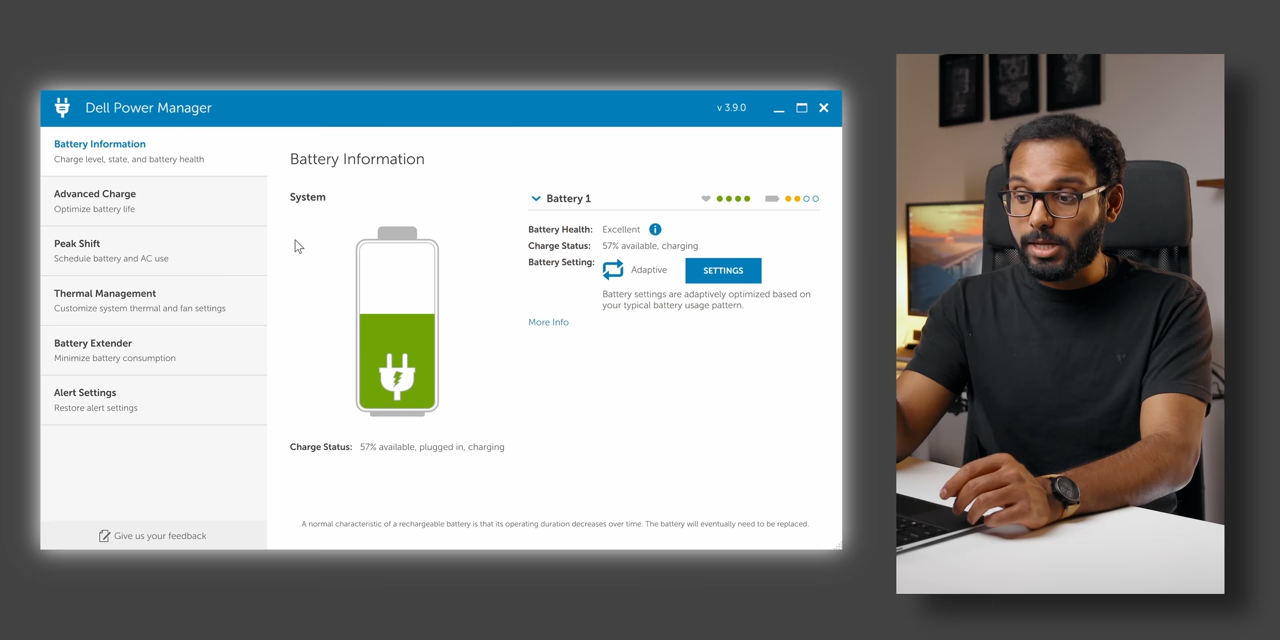 Dell Power Manager
v 3.9.0
Battery Information
Charge level, state, and battery health
Advanced Charge
Optimize battery life
Peak Shift
Schedule battery and AC use
Thermal Management
Customize system thermal and fan settings
Battery Extender
Minimize battery consumption
Alert Settings
Restore alert settings
Give us your feedback
Battery Information
System
Charge Status: 57% available, plugged in, charging
Battery 1
Battery Health: Excellent
Charge Status: 57% available, charging
Battery Setting: Adaptive SETTINGS
Battery settings are adaptively optimized based on
your typical battery usage pattern.
More Info
A normal characteristic of a rechargeable battery is that its operating duration decreases over time. The battery will eventually need to be replaced.